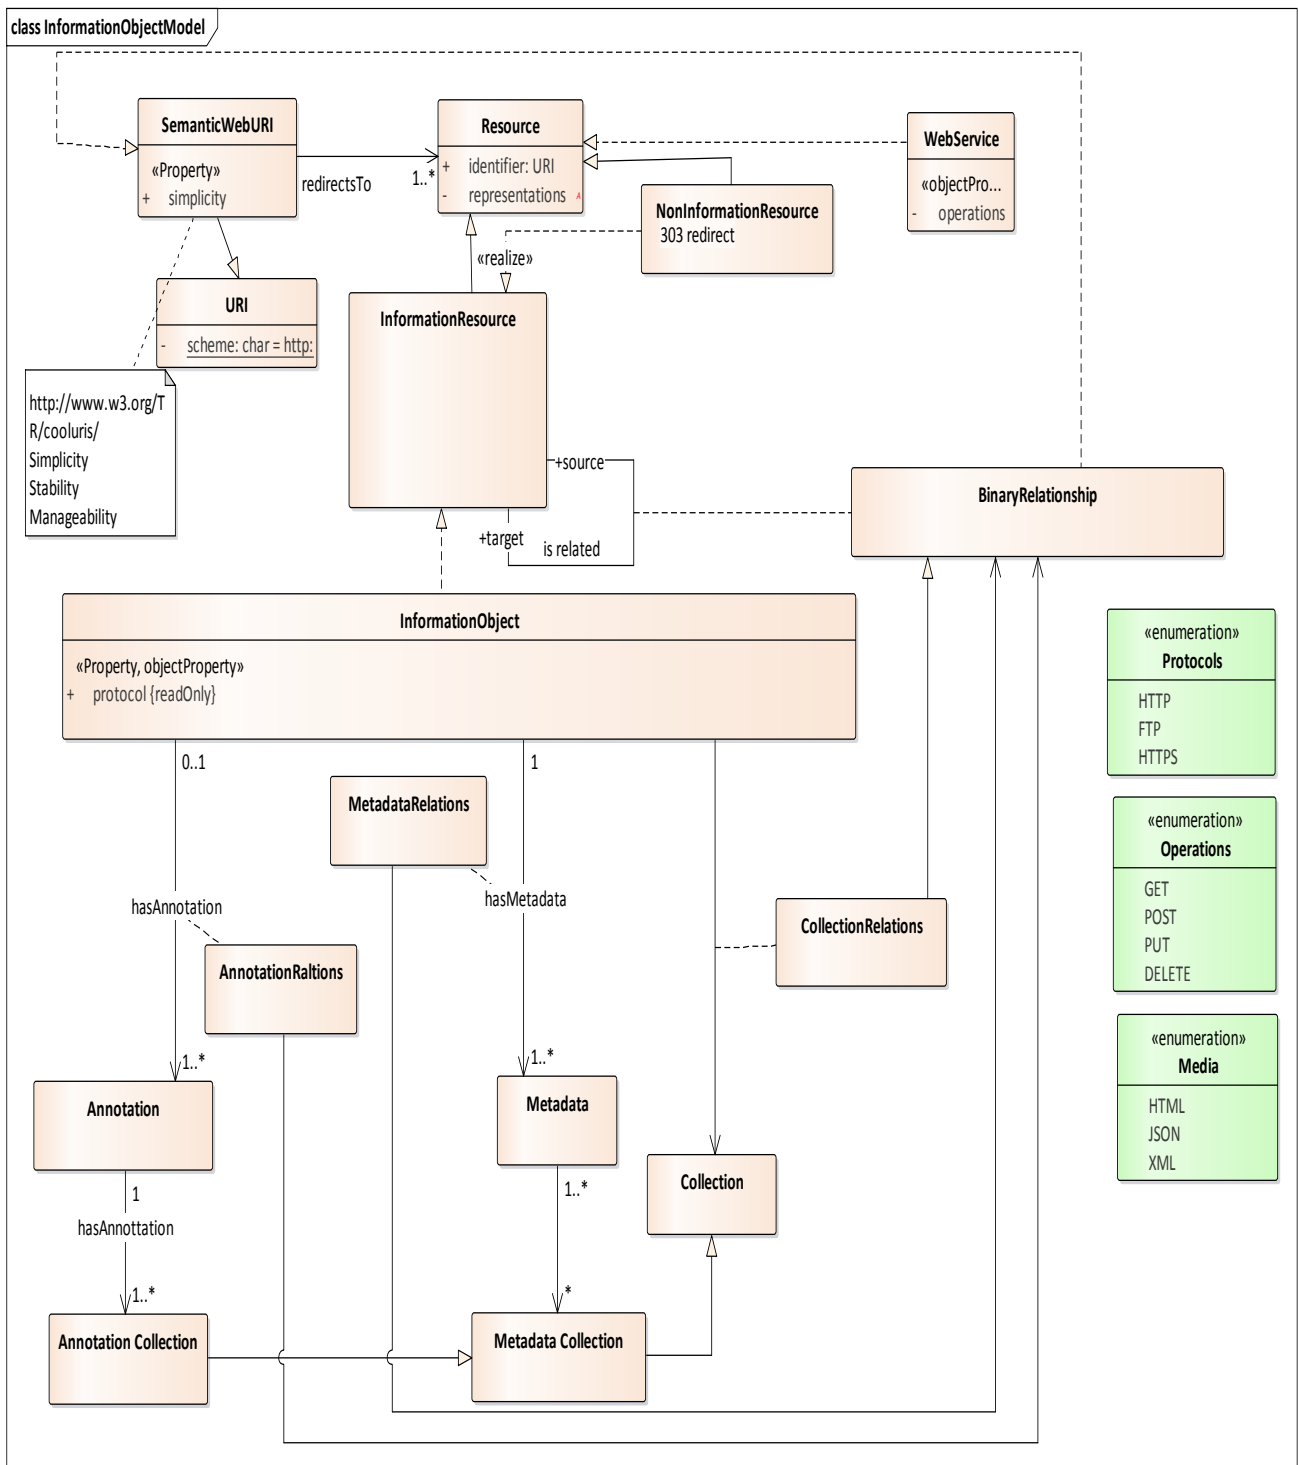 class InformationObjectModel
SemanticWebURI
«Property»
+ simplicity
redirectsTo
1..*
Resource
+ identifier: URI
- representations
WebService
«objectPro...
- operations
NonInformationResource
303 redirect
«realize»
URI
- scheme: char = http:
InformationResource
http://www.w3.org/T
R/cooluris/
Simplicity
Stability
Manageability
+source
+target
is related
BinaryRelationship
InformationObject
«Property, objectProperty»
+ protocol {readOnly}
«enumeration»
Protocols
HTTP
FTP
HTTPS
0..1
1
MetadataRelations
hasAnnotation
hasMetadata
CollectionRelations
AnnotationRaltions
«enumeration»
Operations
GET
POST
PUT
DELETE
1..*
1..*
Annotation
Metadata
«enumeration»
Media
HTML
JSON
XML
Collection
1
hasAnnottation
1..*
1..*
*
Annotation Collection
Metadata Collection